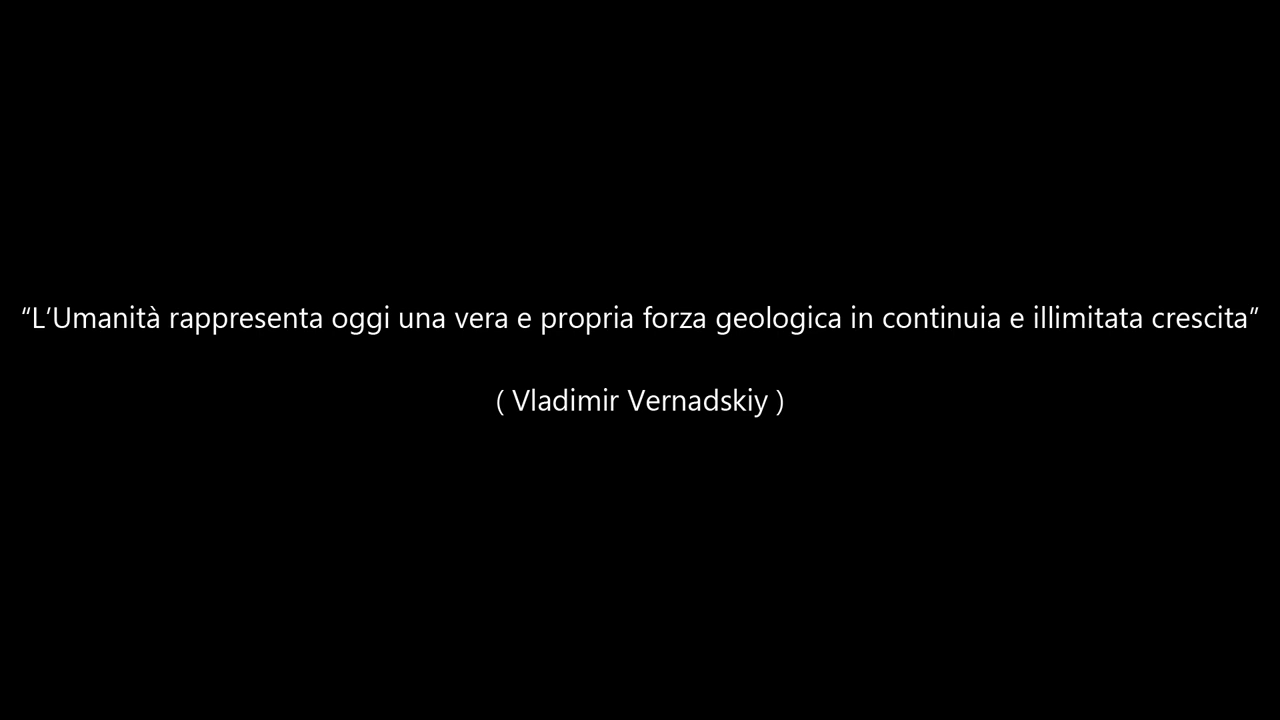 “L’Umanità rappresenta oggi una vera e propria forza geologica in continuia e illimitata crescita”
( Vladimir Vernadskiy )